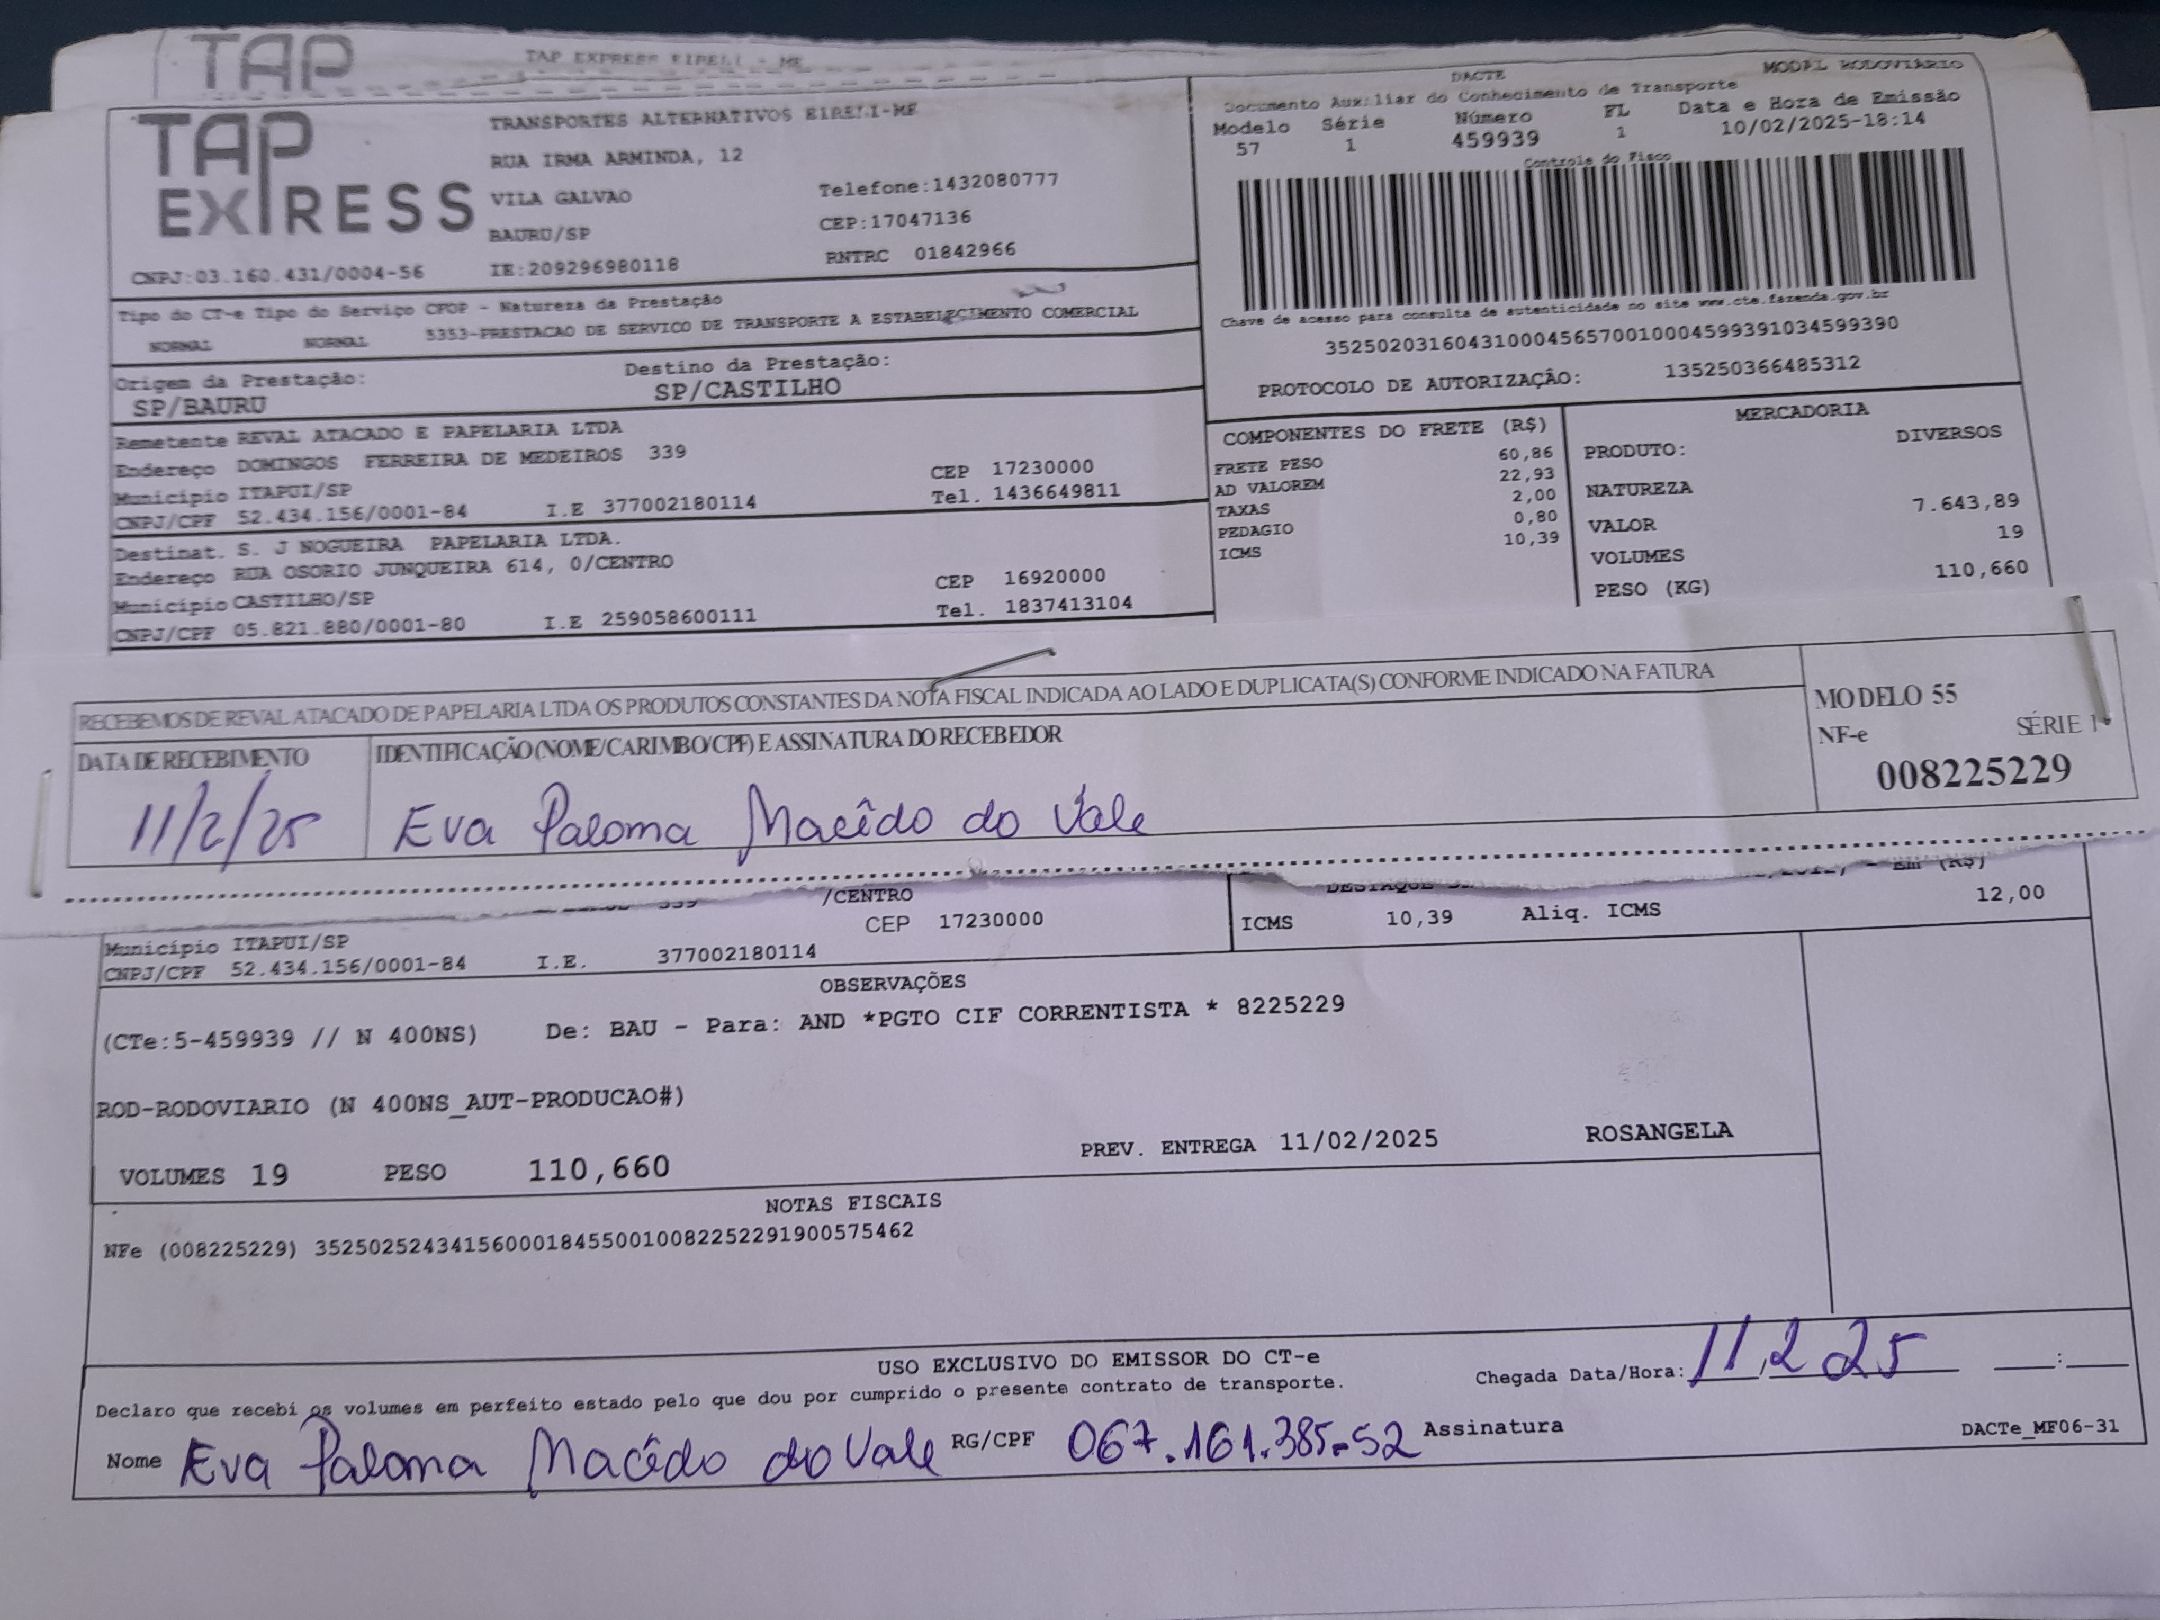 TAP
TAP EXPRESS EIRELI - ME
TAP
EXPRESS
TRANSPORTES ALTERNATIVOS EIRELI-ME
RUA IRMA ARMINDA, 12
VILA GALVAO Telefone:1432080777
BAURU/SP CEP:17047136
CNPJ:03.160.431/0004-56 IE:209296980118 RNTRC 01842966
DACTE MODAL RODOVIÁRIO
Documento Auxiliar do Conhecimento de Transporte
Modelo Série Número FL Data e Hora de Emissão
57 1 459939 1 10/02/2025-18:14
Controle do Fisco
Chave de acesso para consulta de autenticidade no site www.cte.fazenda.gov.br
35250203160431000456570010004599391034599390
PROTOCOLO DE AUTORIZAÇÃO: 135250366485312
Tipo do CT-e Tipo do Serviço CFOP - Natureza da Prestação
NORMAL NORMAL 5353-PRESTACAO DE SERVICO DE TRANSPORTE A ESTABELECIMENTO COMERCIAL
Origem da Prestação: Destino da Prestação:
SP/BAURU SP/CASTILHO
Remetente REVAL ATACADO E PAPELARIA LTDA
Endereço DOMINGOS FERREIRA DE MEDEIROS 339
Município ITAPUI/SP CEP 17230000
CNPJ/CPF 52.434.156/0001-84 I.E 377002180114 Tel. 1436649811
Destinat. S. J NOGUEIRA PAPELARIA LTDA.
Endereço RUA OSORIO JUNQUEIRA 614, 0/CENTRO
Município CASTILHO/SP CEP 16920000
CNPJ/CPF 05.821.880/0001-80 I.E 259058600111 Tel. 1837413104
COMPONENTES DO FRETE (R$)
FRETE PESO 60,86
AD VALOREM 22,93
TAXAS 2,00
PEDAGIO 0,80
ICMS 10,39
MERCADORIA
PRODUTO: DIVERSOS
NATUREZA
VALOR 7.643,89
VOLUMES 19
PESO (KG) 110,660
RECEBEMOS DE REVAL ATACADO DE PAPELARIA LTDA OS PRODUTOS CONSTANTES DA NOTA FISCAL INDICADA AO LADO E DUPLICATA(S) CONFORME INDICADO NA FATURA
DATA DE RECEBIMENTO IDENTIFICAÇÃO (NOME/CARIMBO/CPF) E ASSINATURA DO RECEBEDOR
11/2/25 Eva Paloma Macêdo do Vale
MODELO 55
NF-e SÉRIE 1
008225229
339 /CENTRO
CEP 17230000
Município ITAPUI/SP
CNPJ/CPF 52.434.156/0001-84 I.E. 377002180114
Em (R$)
ICMS 10,39 Aliq. ICMS 12,00
OBSERVAÇÕES
(CTe:5-459939 // N 400NS) De: BAU - Para: AND *PGTO CIF CORRENTISTA * 8225229
ROD-RODOVIARIO (N 400NS_AUT-PRODUCAO#)
VOLUMES 19 PESO 110,660 PREV. ENTREGA 11/02/2025 ROSANGELA
NOTAS FISCAIS
NFe (008225229) 35250252434156000184550010082252291900575462
USO EXCLUSIVO DO EMISSOR DO CT-e
Declaro que recebi os volumes em perfeito estado pelo que dou por cumprido o presente contrato de transporte. Chegada Data/Hora: 11, 2 25 :
Nome Eva Paloma Macêdo do Vale RG/CPF 067.161.385-52 Assinatura DACTe_MF06-31